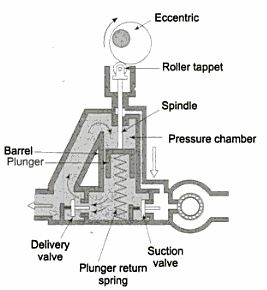 Eccentric
Roller tappet
Spindle
Pressure chamber
Barrel
Plunger
Delivery
valve
Plunger return
spring
Suction
valve